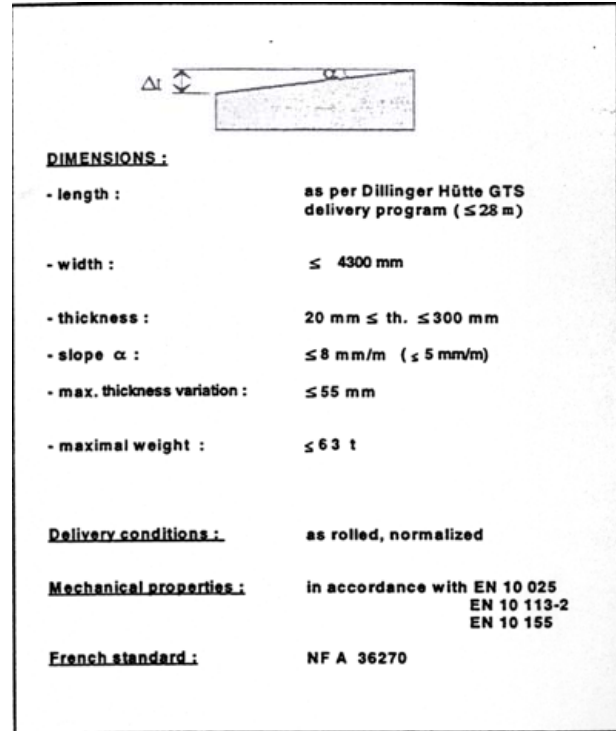 α
Δt
DIMENSIONS :
- length : as per Dillinger Hütte GTS
delivery program ( ≤ 28 m)
- width : ≤ 4300 mm
- thickness : 20 mm ≤ th. ≤ 300 mm
- slope α : ≤ 8 mm/m ( ≤ 5 mm/m)
- max. thickness variation : ≤ 55 mm
- maximal weight : ≤ 63 t
Delivery conditions : as rolled, normalized
Mechanical properties : in accordance with EN 10 025
EN 10 113-2
EN 10 155
French standard : NF A 36270